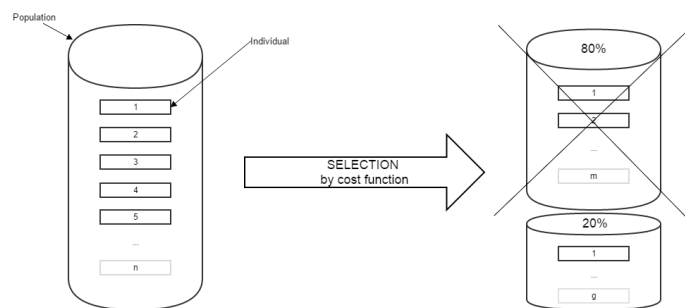 Population
Individual
1
2
3
4
5
...
n
SELECTION
by cost function
80%
1
2
...
m
20%
1
...
g